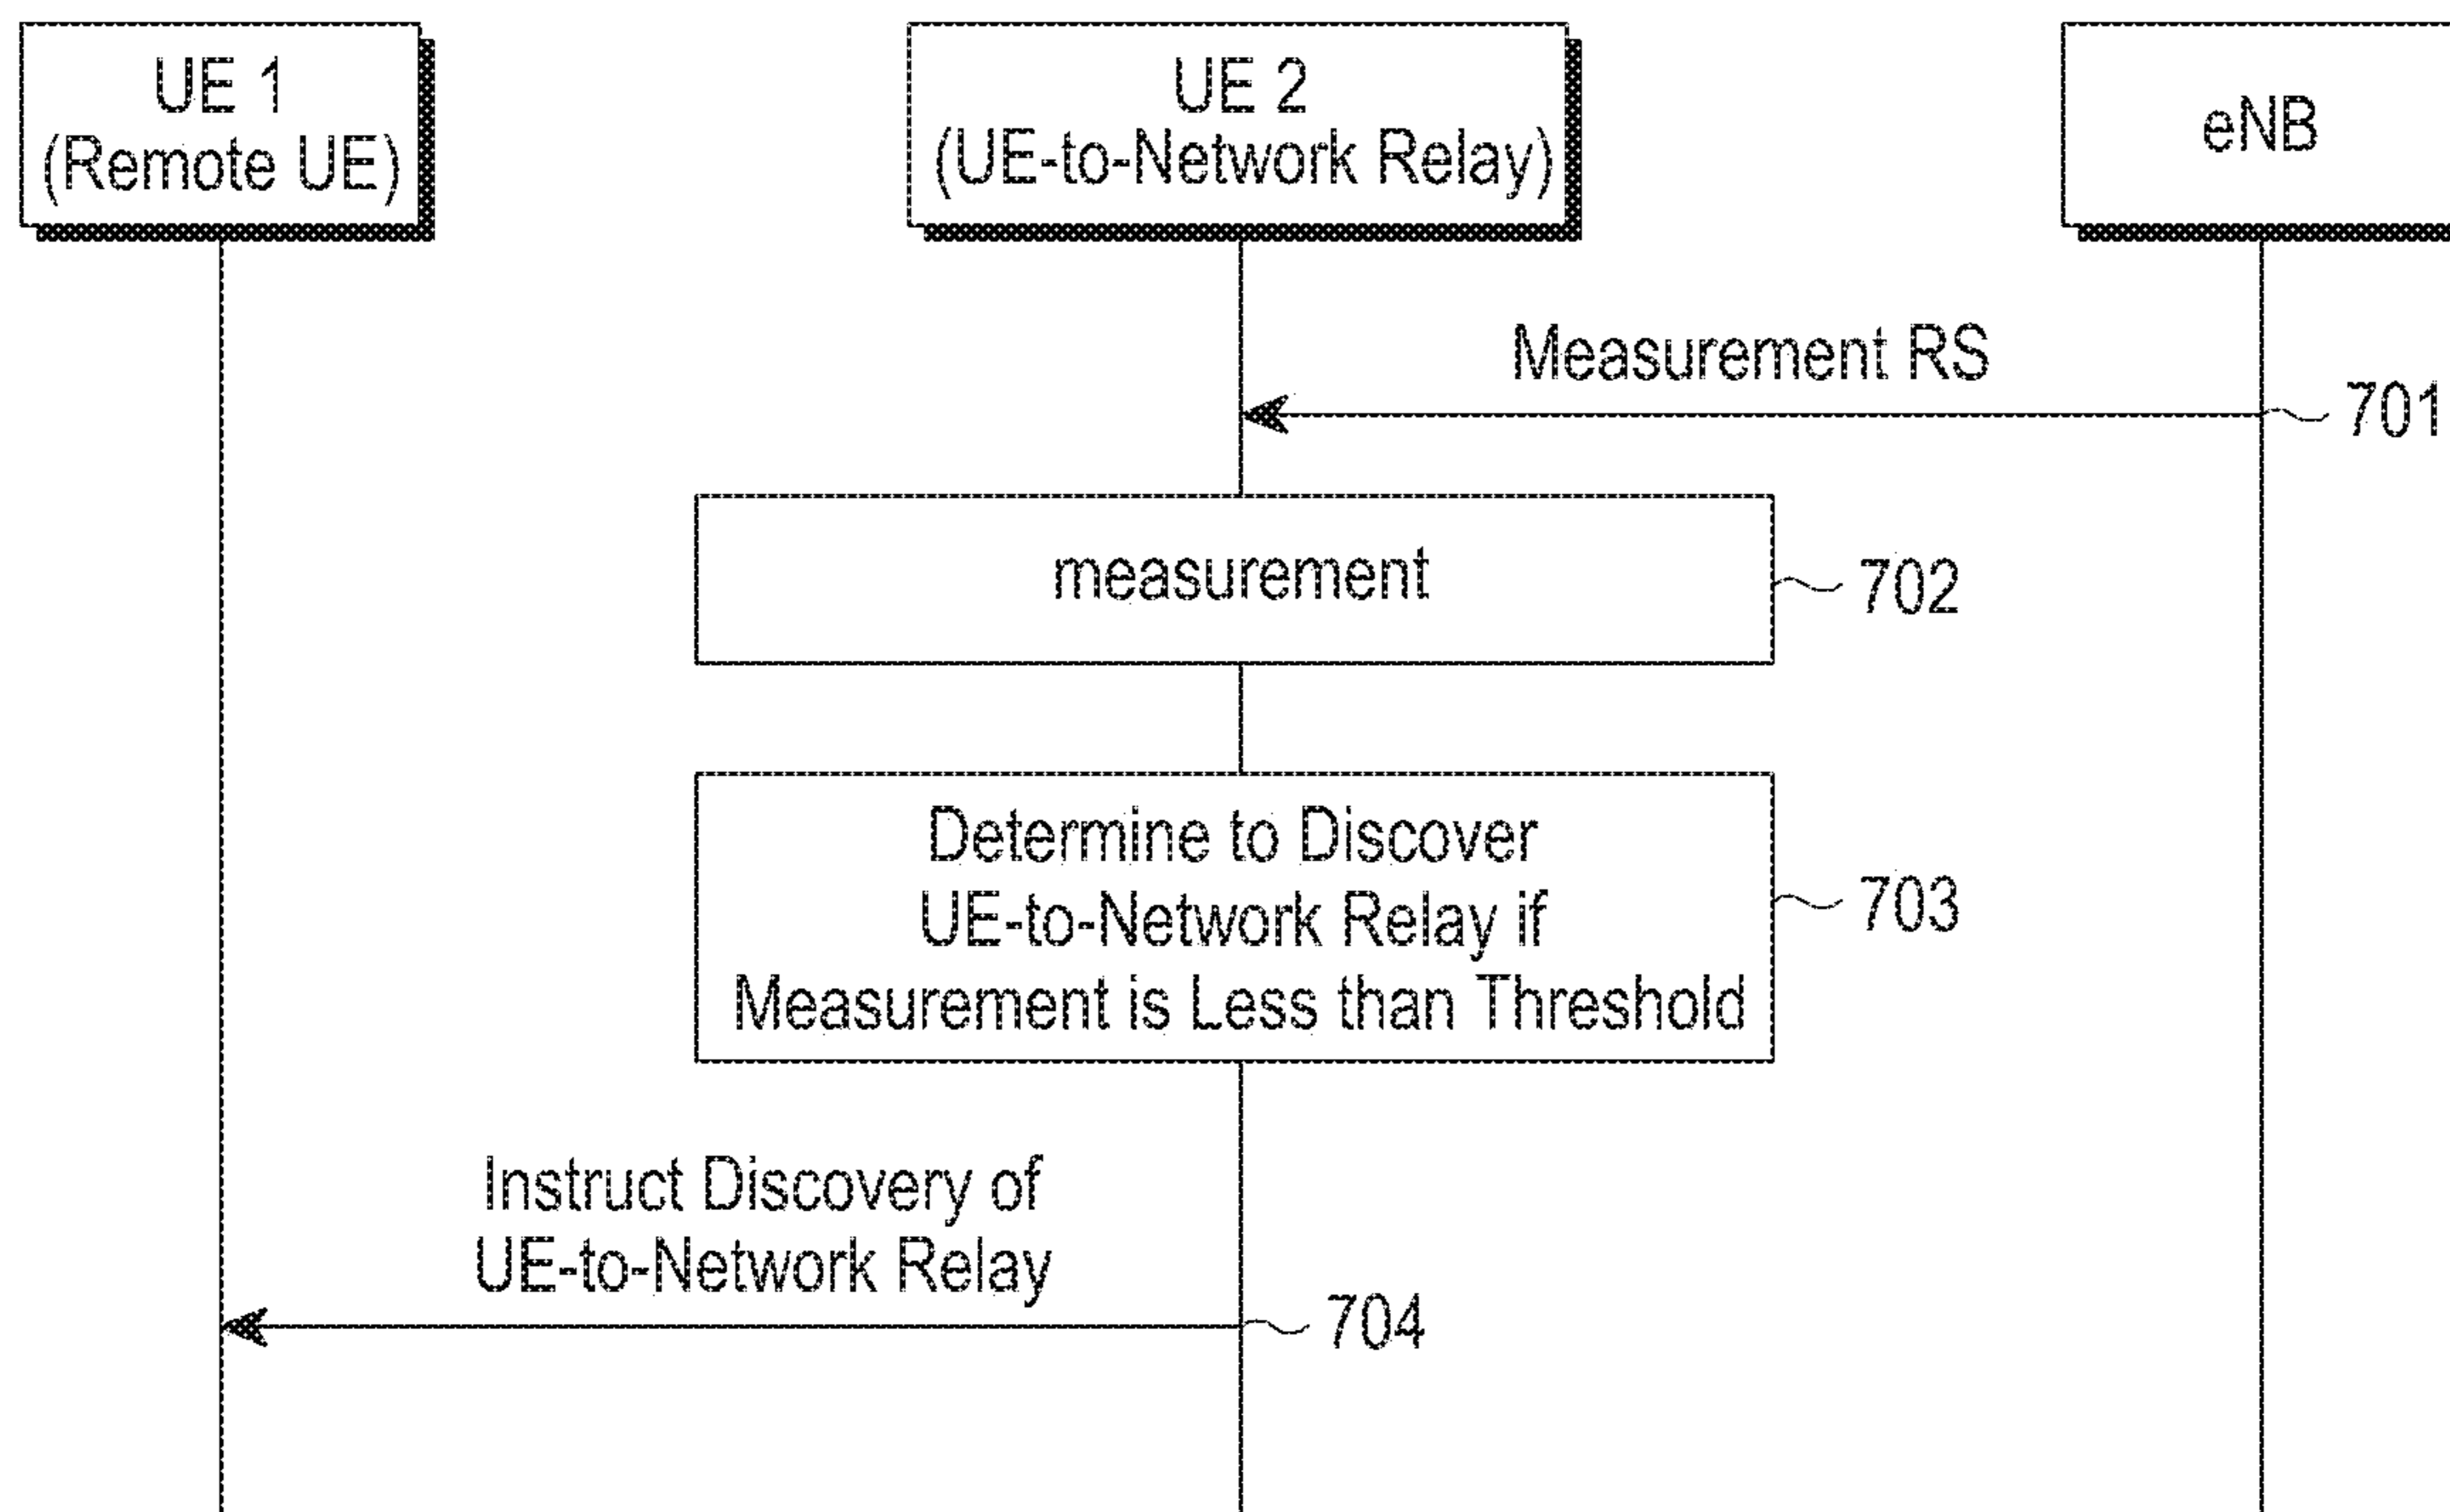 UE 1
(Remote UE)
UE 2
(UE-to-Network Relay)
eNB
Measurement RS
701
measurement
702
Determine to Discover
UE-to-Network Relay if
Measurement is Less than Threshold
703
Instruct Discovery of
UE-to-Network Relay
704